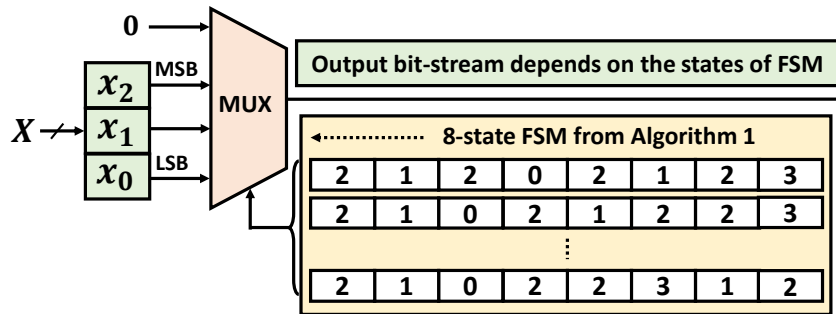 0
MSB
x2
X
x1
MUX
x0
LSB
Output bit-stream depends on the states of FSM
8-state FSM from Algorithm 1
2 1 2 0 2 1 2 3
2 1 0 2 1 2 2 3
2 1 0 2 2 3 1 2